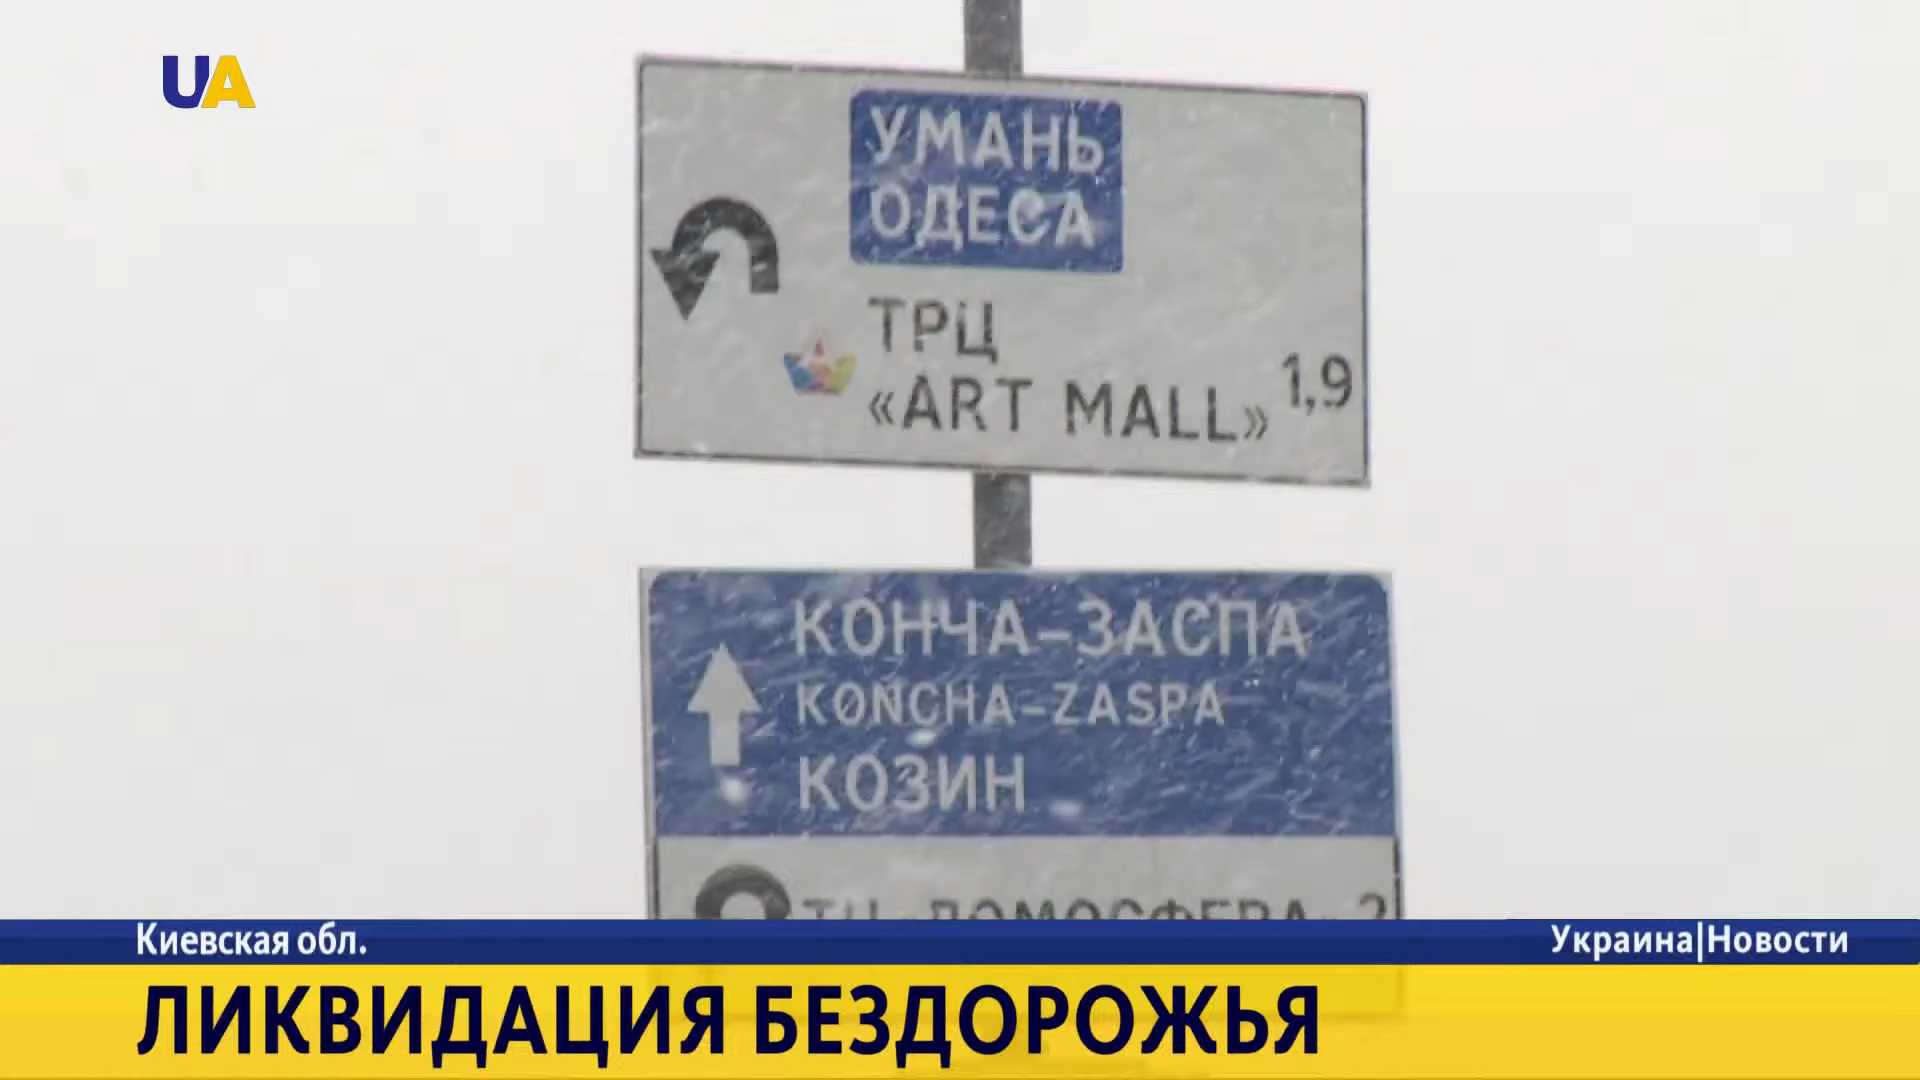 UA
УМАНЬ
ОДЕСА
ТРЦ
«ART MALL» 1,9
КОНЧА-ЗАСПА
KONCHA-ZASPA
КОЗИН
Киевская обл.
Украина|Новости
ЛИКВИДАЦИЯ БЕЗДОРОЖЬЯ